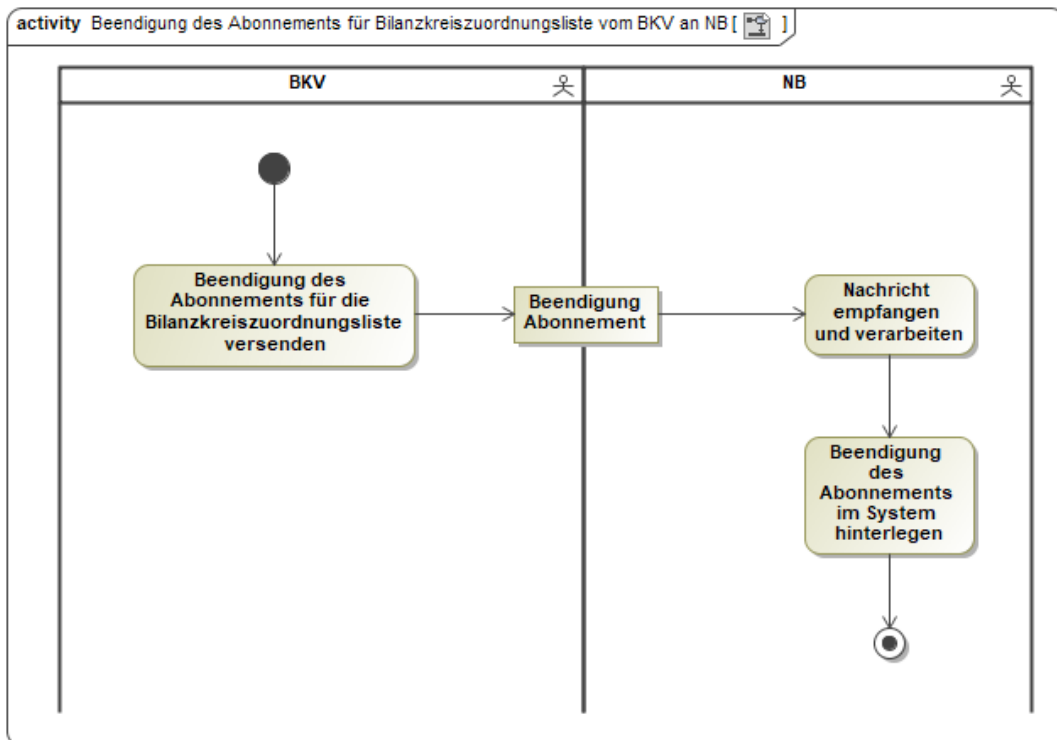 activity Beendigung des Abonnements für Bilanzkreiszuordnungsliste vom BKV an NB [ ]
BKV
NB
Beendigung des
Abonnements für die
Bilanzkreiszuordnungsliste
versenden
Beendigung
Abonnement
Nachricht
empfangen
und verarbeiten
Beendigung
des
Abonnements
im System
hinterlegen